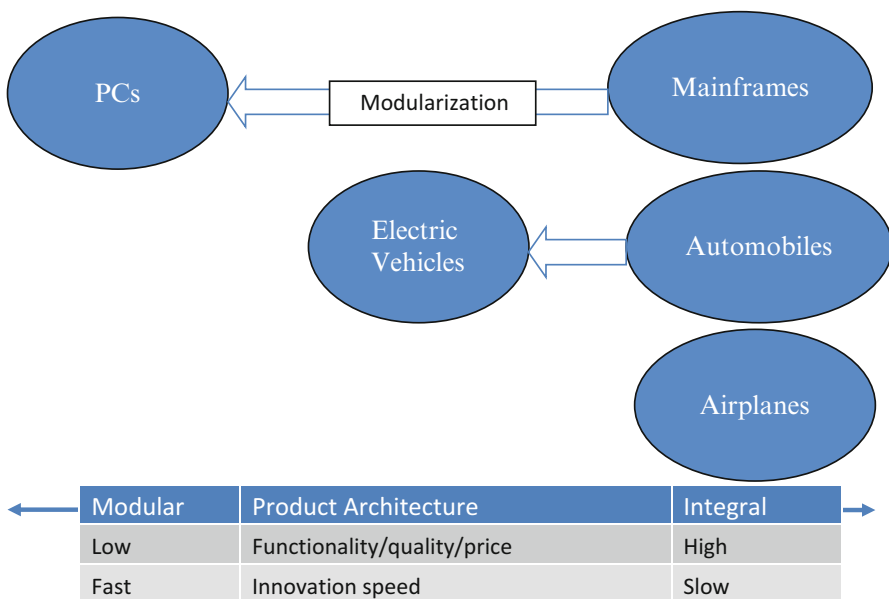 PCs
Modularization
Mainframes
Electric
Vehicles
Automobiles
Airplanes
Modular Product Architecture Integral
Low Functionality/quality/price High
Fast Innovation speed Slow